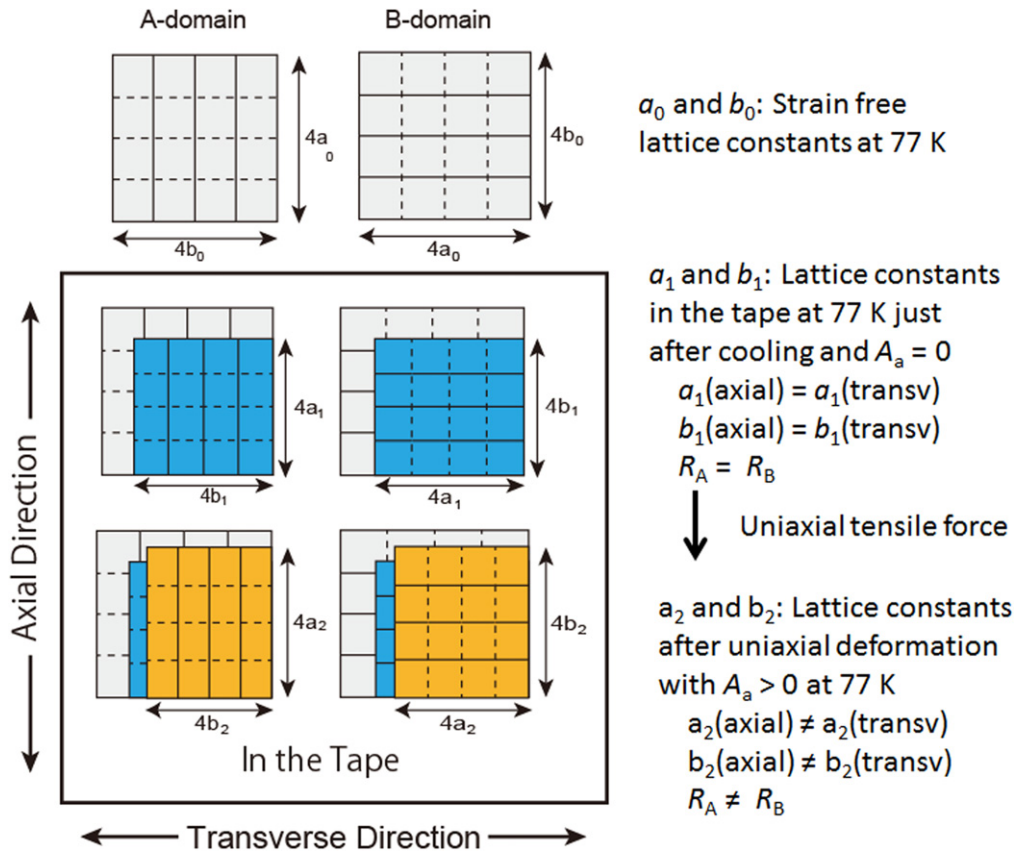 A-domain
B-domain
4a₀
4b₀
4b₀
4a₀
a₀ and b₀: Strain free
lattice constants at 77 K
Axial Direction
4a₁
4b₁
4b₁
4a₁
4a₂
4b₂
4b₂
4a₂
In the Tape
Transverse Direction
a₁ and b₁: Lattice constants
in the tape at 77 K just
after cooling and Aₐ = 0
a₁(axial) = a₁(transv)
b₁(axial) = b₁(transv)
R_A = R_B
Uniaxial tensile force
a₂ and b₂: Lattice constants
after uniaxial deformation
with Aₐ > 0 at 77 K
a₂(axial) ≠ a₂(transv)
b₂(axial) ≠ b₂(transv)
R_A ≠ R_B